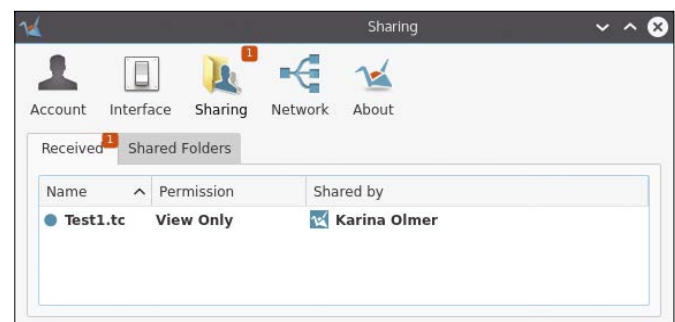 Sharing
1
Account Interface Sharing Network About
Received 1 Shared Folders
Name Permission Shared by
Test1.tc View Only Karina Olmer